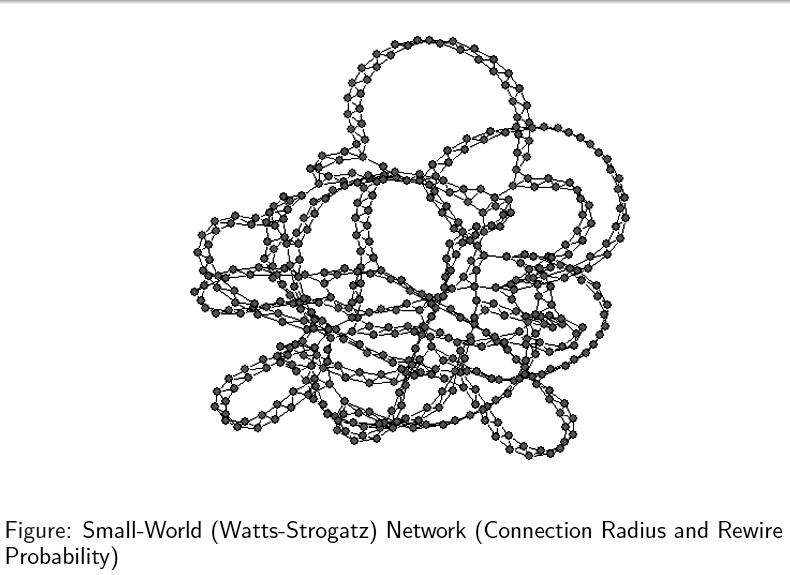 Figure: Small-World (Watts-Strogatz) Network (Connection Radius and Rewire
Probability)